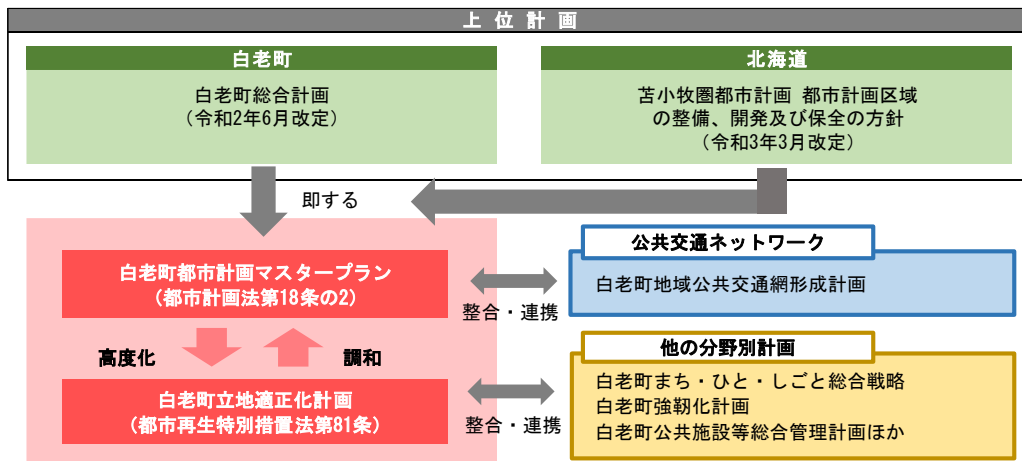 上位計画
白老町
白老町総合計画
（令和2年6月改定）
北海道
苫小牧圏都市計画 都市計画区域
の整備、開発及び保全の方針
（令和3年3月改定）
即する
白老町都市計画マスタープラン
（都市計画法第18条の2）
高度化
調和
白老町立地適正化計画
（都市再生特別措置法第81条）
整合・連携
公共交通ネットワーク
白老町地域公共交通網形成計画
整合・連携
他の分野別計画
白老町まち・ひと・しごと総合戦略
白老町強靭化計画
白老町公共施設等総合管理計画ほか